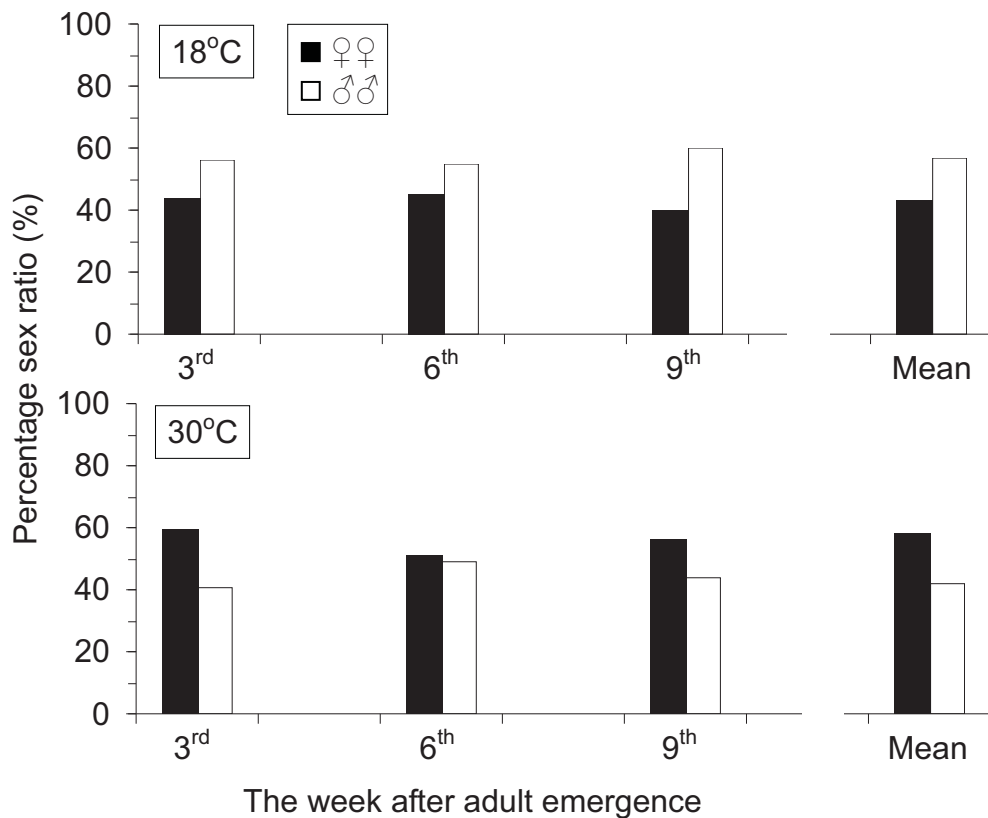 Percentage sex ratio (%)
100
80
60
40
20
0
18°C
♀♀
♂♂
3rd 6th 9th Mean
100
80
60
40
20
0
30°C
3rd 6th 9th Mean
The week after adult emergence